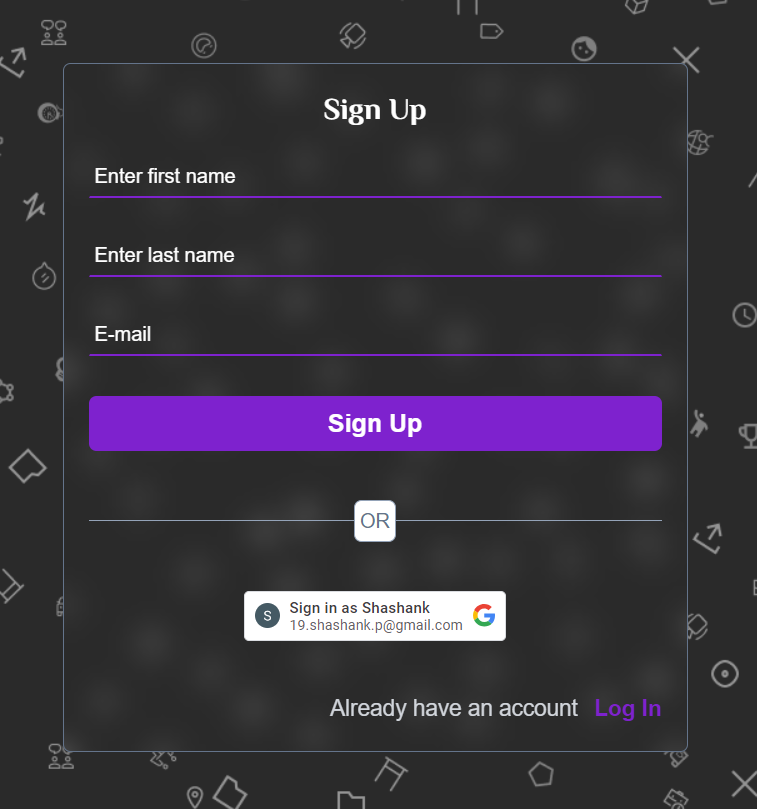 Sign Up
Enter first name
Enter last name
E-mail
Sign Up
OR
S
Sign in as Shashank
19.shashank.p@gmail.com
Already have an account Log In